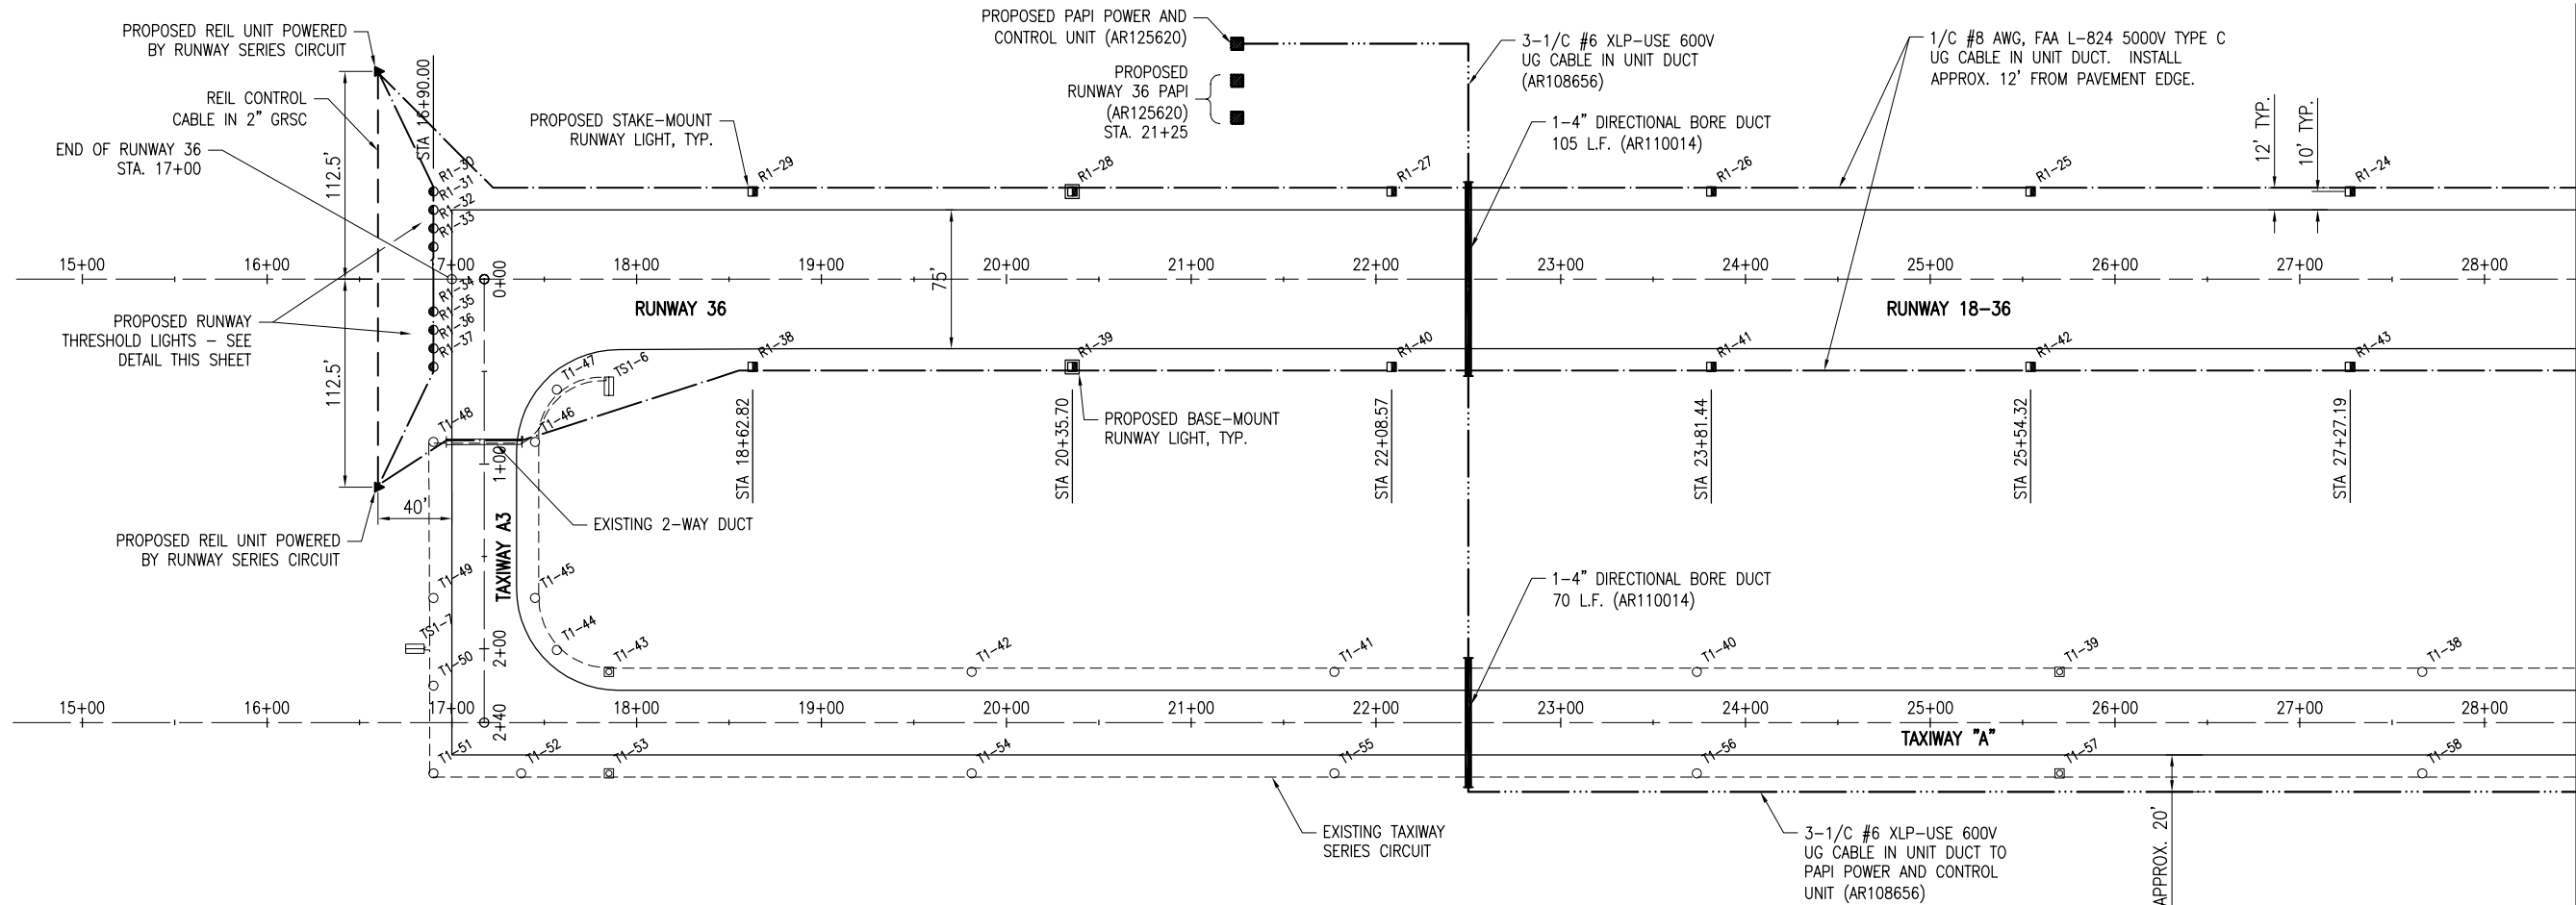 PROPOSED REIL UNIT POWERED
BY RUNWAY SERIES CIRCUIT
REIL CONTROL
CABLE IN 2" GRSC
END OF RUNWAY 36
STA. 17+00
112.5'
112.5'
STA 16+90.00
PROPOSED PAPI POWER AND
CONTROL UNIT (AR125620)
PROPOSED
RUNWAY 36 PAPI
(AR125620)
STA. 21+25
PROPOSED STAKE-MOUNT
RUNWAY LIGHT, TYP.
3-1/C #6 XLP-USE 600V
UG CABLE IN UNIT DUCT
(AR108656)
1-4" DIRECTIONAL BORE DUCT
105 L.F. (AR110014)
1/C #8 AWG, FAA L-824 5000V TYPE C
UG CABLE IN UNIT DUCT. INSTALL
APPROX. 12' FROM PAVEMENT EDGE.
12' TYP.
10' TYP.
R1-30
R1-31
R1-32
R1-33
R1-29
R1-28
R1-27
R1-26
R1-25
R1-24
15+00
16+00
17+00
18+00
19+00
20+00
21+00
22+00
23+00
24+00
25+00
26+00
27+00
28+00
0+00
75'
RUNWAY 36
RUNWAY 18-36
R1-34
R1-35
R1-36
R1-37
PROPOSED RUNWAY
THRESHOLD LIGHTS - SEE
DETAIL THIS SHEET
R1-38
R1-39
R1-40
R1-41
R1-42
R1-43
T1-47
TS1-6
T1-48
T1-46
1+00
STA 18+62.82
STA 20+35.70
STA 22+08.57
STA 23+81.44
STA 25+54.32
STA 27+27.19
PROPOSED BASE-MOUNT
RUNWAY LIGHT, TYP.
40'
EXISTING 2-WAY DUCT
TAXIWAY A3
PROPOSED REIL UNIT POWERED
BY RUNWAY SERIES CIRCUIT
T1-49
T1-45
1-4" DIRECTIONAL BORE DUCT
70 L.F. (AR110014)
TS1-7
T1-44
2+00
T1-50
T1-43
T1-42
T1-41
T1-40
T1-39
T1-38
15+00
16+00
17+00
18+00
19+00
20+00
21+00
22+00
23+00
24+00
25+00
26+00
27+00
28+00
2+40
TAXIWAY "A"
T1-51
T1-52
T1-53
T1-54
T1-55
T1-56
T1-57
T1-58
EXISTING TAXIWAY
SERIES CIRCUIT
3-1/C #6 XLP-USE 600V
UG CABLE IN UNIT DUCT TO
PAPI POWER AND CONTROL
UNIT (AR108656)
APPROX. 20'